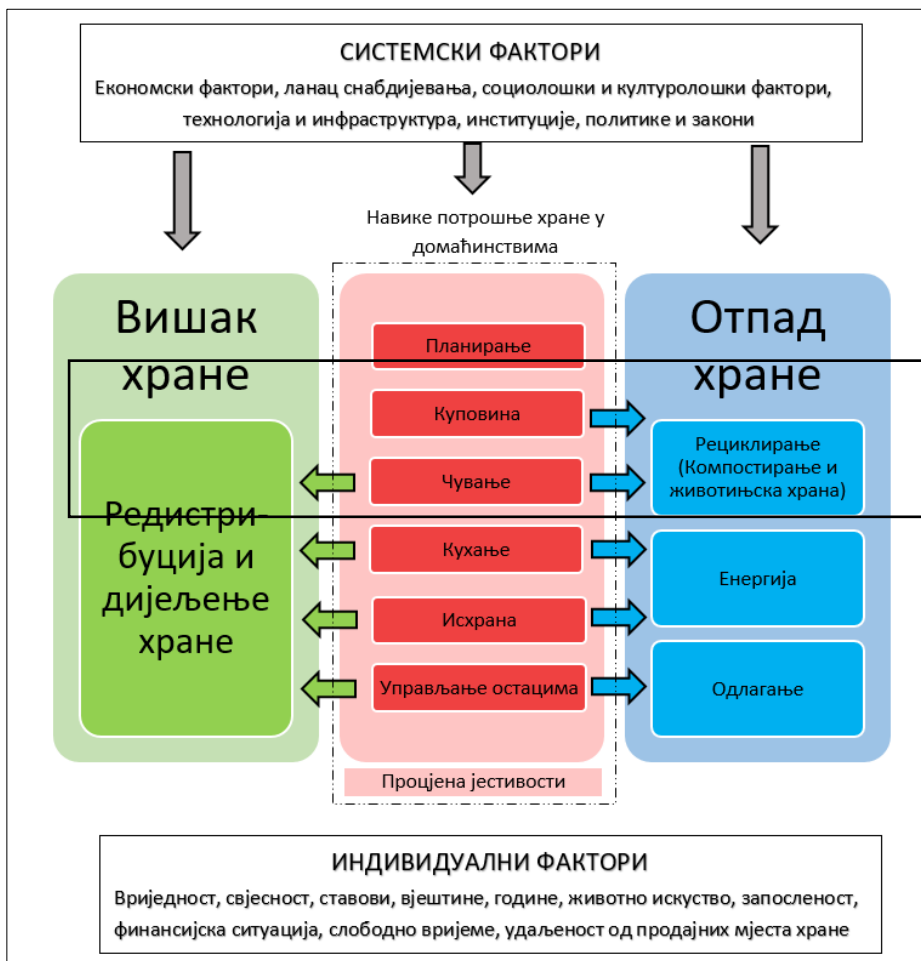 СИСТЕМСКИ ФАКТОРИ
Економски фактори, ланац снабдијевања, социолошки и културолошки фактори,
технологија и инфраструктура, институције, политике и закони
Навике потрошње хране у
домаћинствима
Вишак
хране
Редистри-
буција и
дијељење
хране
Планирање
Куповина
Чување
Кухање
Исхрана
Управљање остацима
Процјена јестивости
Отпад
хране
Рециклирање
(Компостирање и
животињска храна)
Енергија
Одлагање
ИНДИВИДУАЛНИ ФАКТОРИ
Вриједност, свјесност, ставови, вјештине, године, животно искуство, запосленост,
финансијска ситуација, слободно вријеме, удаљеност од продајних мјеста хране